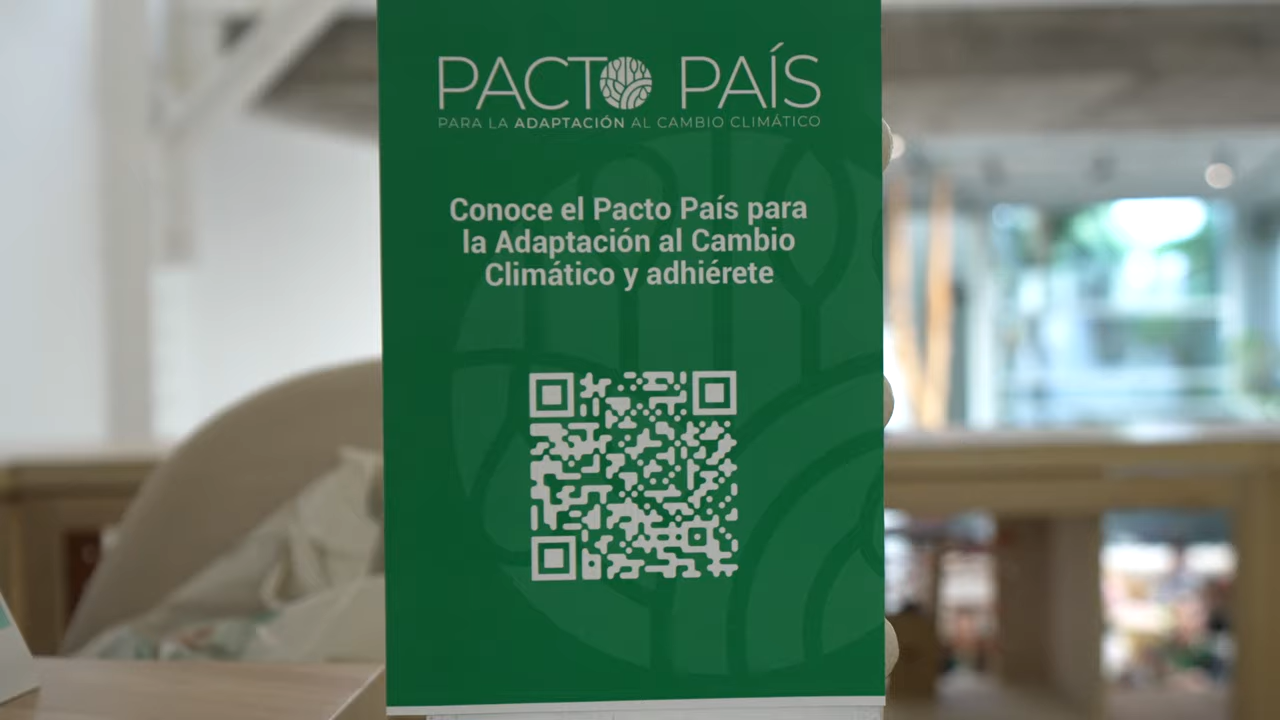 PACTO PAÍS
PARA LA ADAPTACIÓN AL CAMBIO CLIMÁTICO
Conoce el Pacto País para
la Adaptación al Cambio
Climático y adhiérete